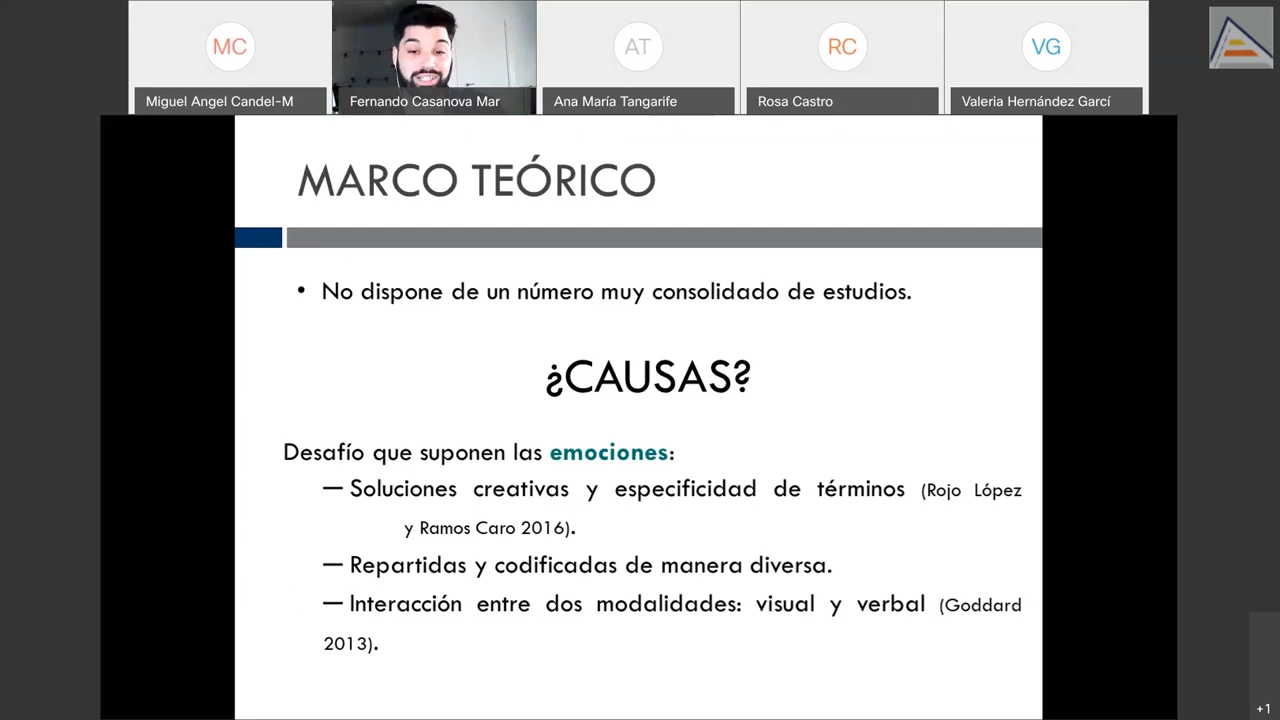 MC
AT
RC
VG
Miguel Angel Candel-M
Fernando Casanova Mar
Ana María Tangarife
Rosa Castro
Valeria Hernández Garcí
MARCO TEÓRICO
• No dispone de un número muy consolidado de estudios.
¿CAUSAS?
Desafío que suponen las emociones:
— Soluciones creativas y especificidad de términos (Rojo López
y Ramos Caro 2016).
— Repartidas y codificadas de manera diversa.
— Interacción entre dos modalidades: visual y verbal (Goddard
2013).
+1